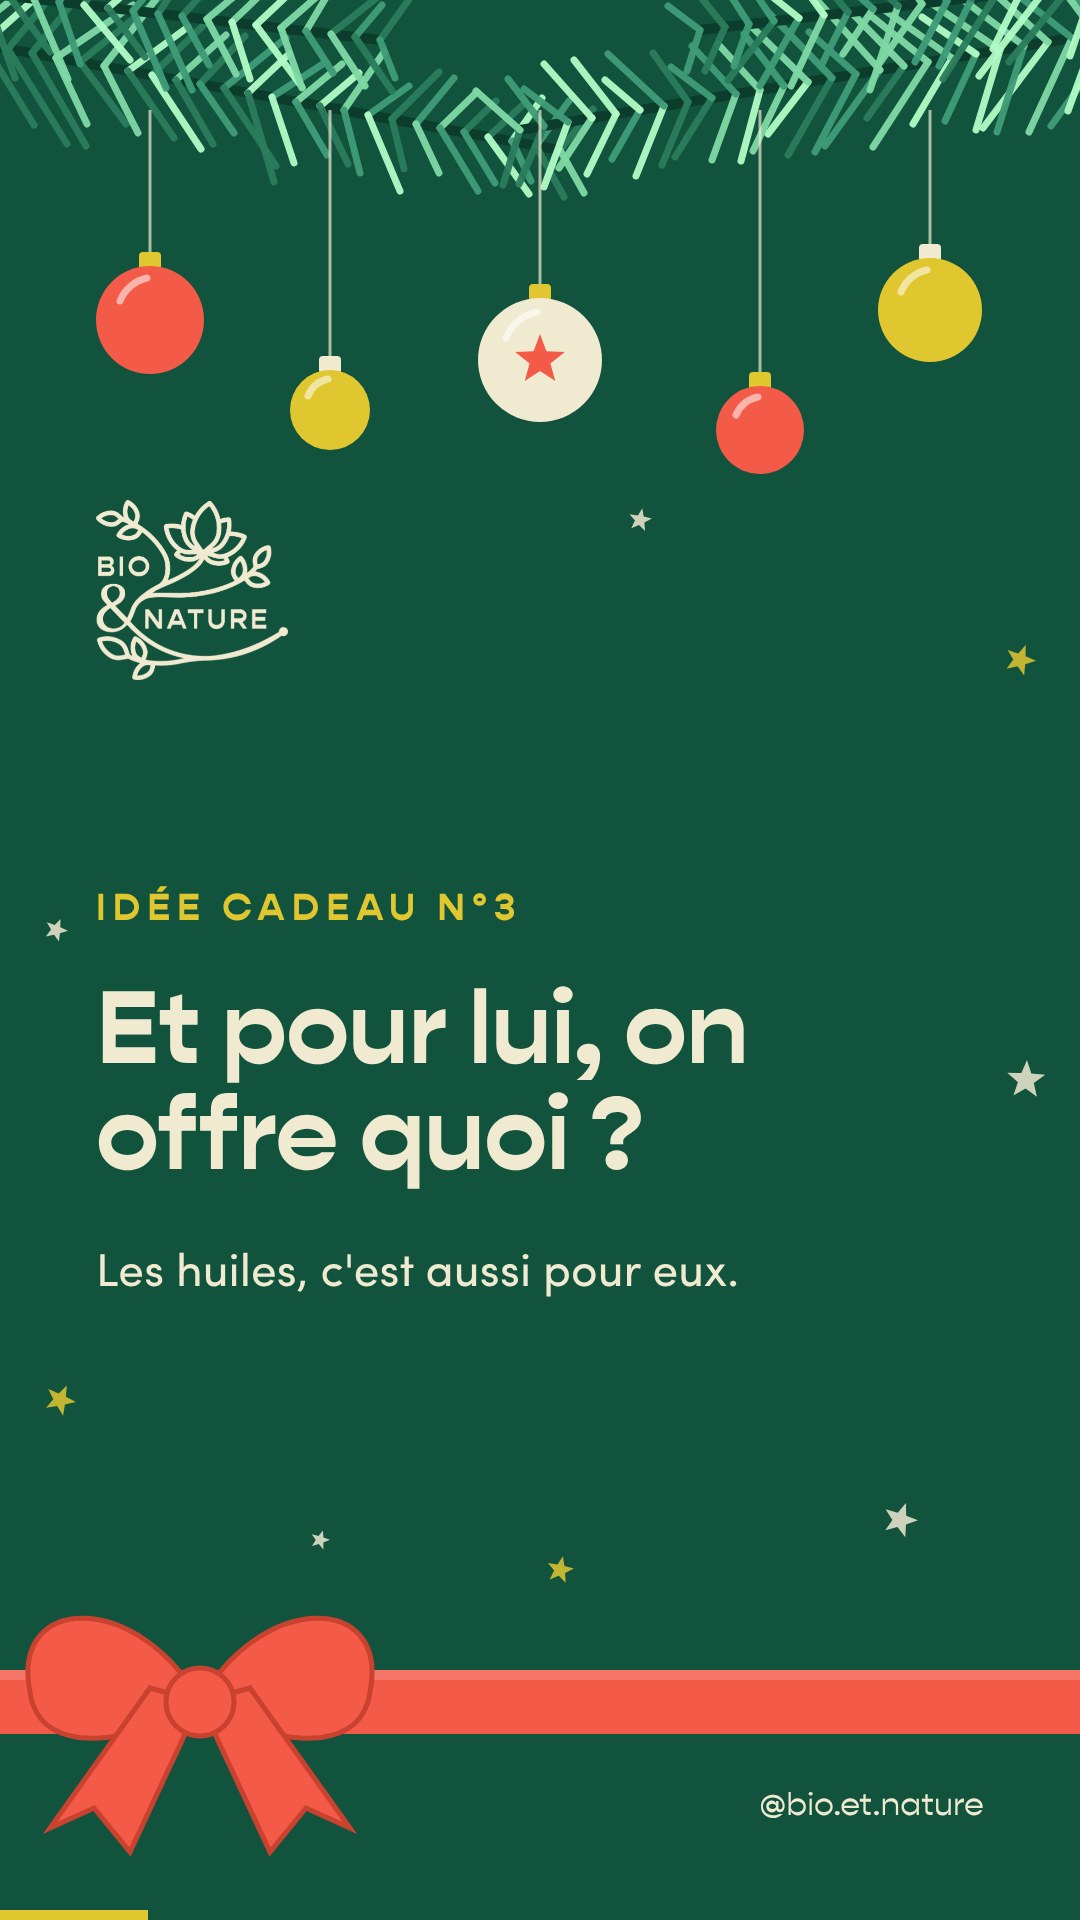 BIO
& NATURE
IDÉE CADEAU N°3
Et pour lui, on
offre quoi ?
Les huiles, c'est aussi pour eux.
@bio.et.nature